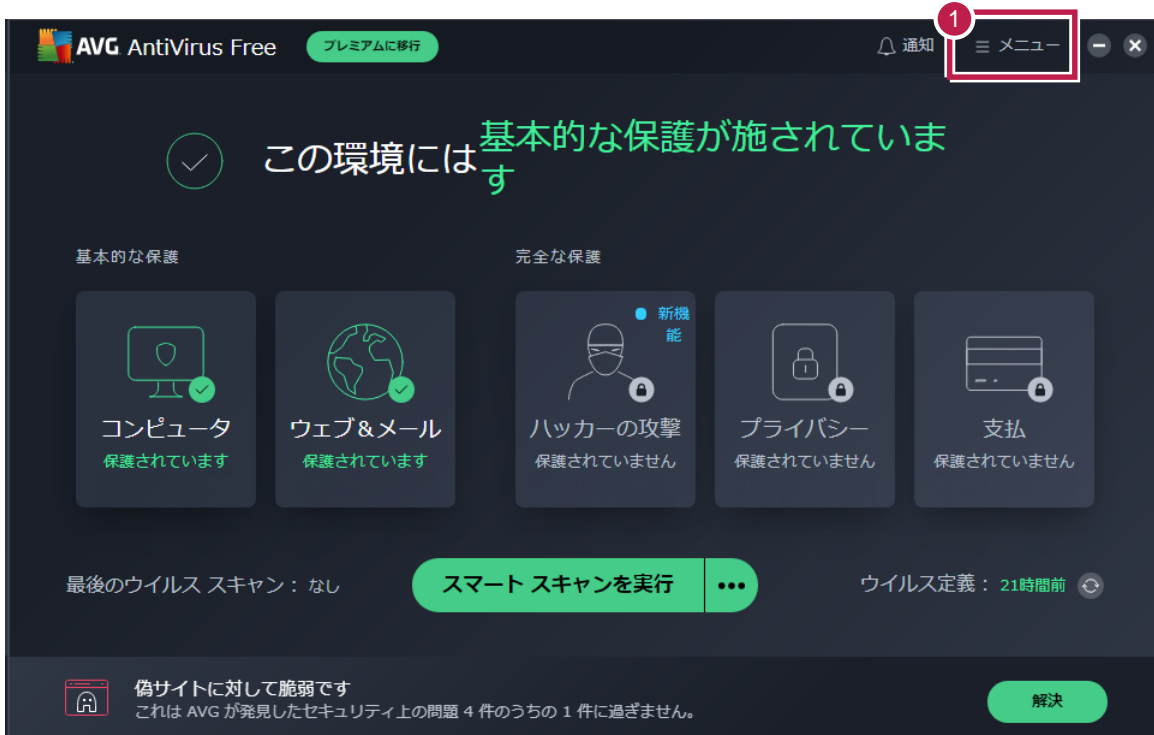 AVG AntiVirus Free プレミアムに移行 通知 1 メニュー
この環境には 基本的な保護が施されていま
す
基本的な保護 完全な保護
新機
能
コンピュータ ウェブ&メール ハッカーの攻撃 プライバシー 支払
保護されています 保護されています 保護されていません 保護されていません 保護されていません
最後のウイルス スキャン： なし スマート スキャンを実行 ウイルス定義： 21時間前
偽サイトに対して脆弱です
これは AVG が発見したセキュリティ上の問題 4 件のうちの 1 件に過ぎません。
解決